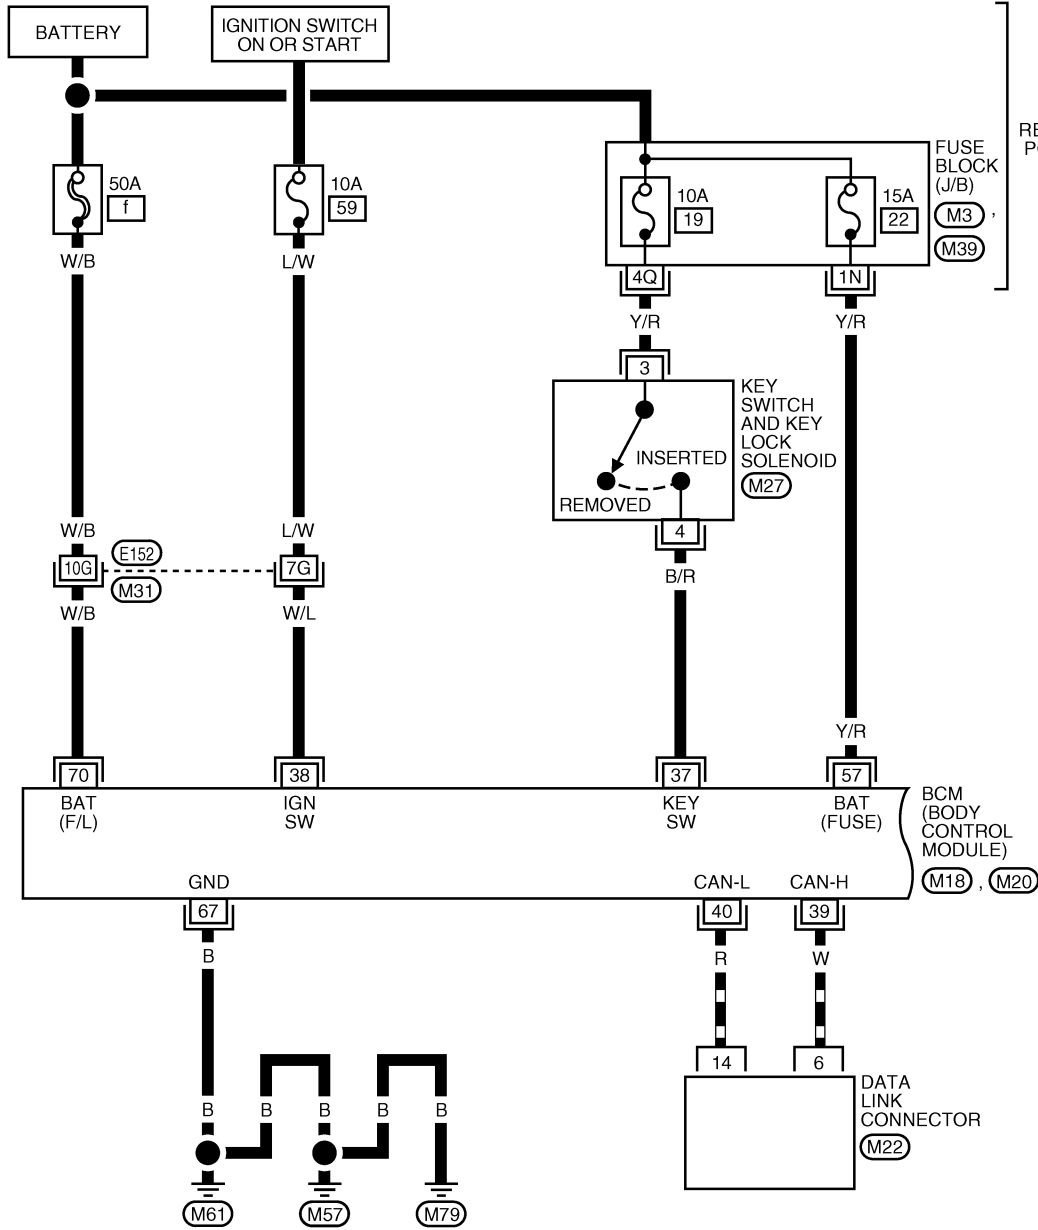 BATTERY
IGNITION SWITCH
ON OR START
50A
f
10A
59
10A
19
15A
22
FUSE
BLOCK
(J/B)
M3 ,
M39
W/B
L/W
4Q
1N
Y/R
Y/R
3
KEY
SWITCH
AND KEY
LOCK
SOLENOID
M27
INSERTED
REMOVED
4
W/B
L/W
10G
E152
M31
7G
B/R
W/B
W/L
Y/R
70
38
37
57
BAT
(F/L)
IGN
SW
KEY
SW
BAT
(FUSE)
BCM
(BODY
CONTROL
MODULE)
M18 , M20
GND
CAN-L
CAN-H
67
40
39
B
R
W
14
6
DATA
LINK
CONNECTOR
M22
B
B
B
B
B
M61
M57
M79